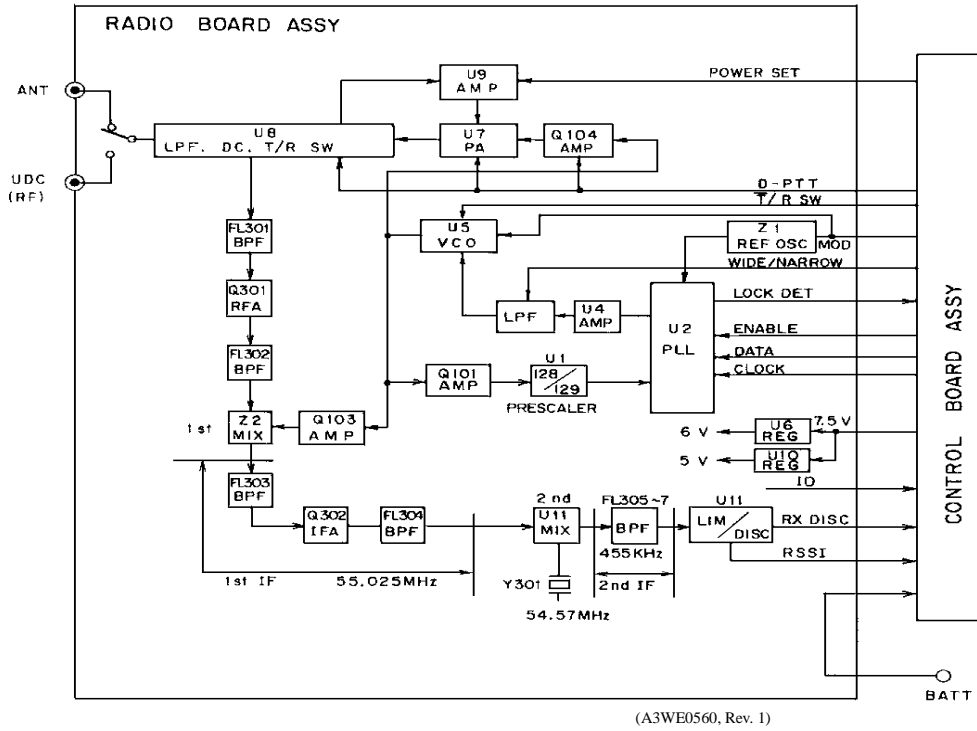 RADIO BOARD ASSY
ANT
UDC
(RF)
U9
AMP
POWER SET
U8
LPF. DC. T/R SW
U7
PA
Q104
AMP
D-PTT
T/R SW
U5
VCO
Z1
REF OSC
MOD
WIDE/NARROW
FL301
BPF
Q301
RFA
FL302
BPF
LPF
U4
AMP
U2
PLL
LOCK DET
ENABLE
DATA
CLOCK
Q101
AMP
U1
128/129
PRESCALER
1st
Z2
MIX
Q103
AMP
6 V
U6
REG
7.5 V
5 V
U10
REG
IO
FL303
BPF
Q302
IFA
FL304
BPF
2nd
U11
MIX
FL305~7
BPF
455KHz
U11
LIM/DISC
RX DISC
RSSI
1st IF
55.025MHz
Y301
54.57MHz
2nd IF
CONTROL BOARD ASSY
BATT
(A3WE0560, Rev. 1)